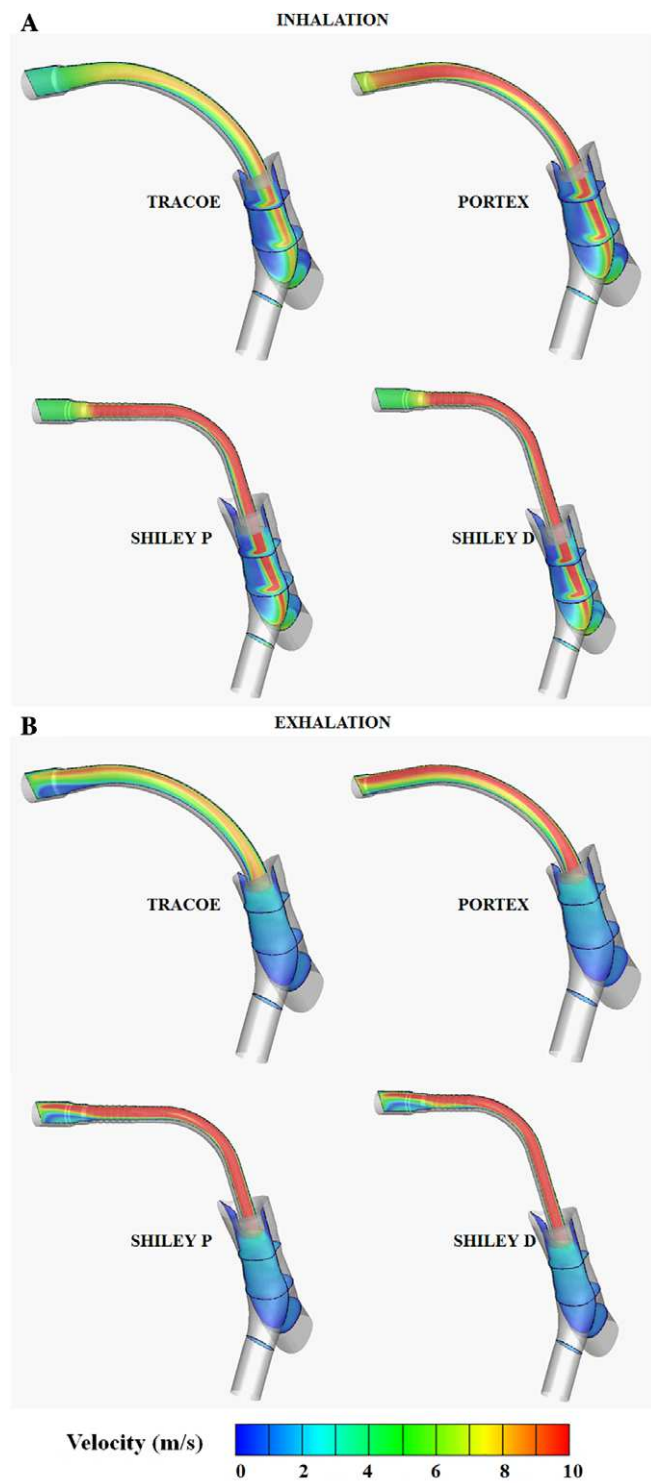 A
INHALATION
TRACOE
PORTEX
SHILEY P
SHILEY D
B
EXHALATION
TRACOE
PORTEX
SHILEY P
SHILEY D
Velocity (m/s)
0 2 4 6 8 10